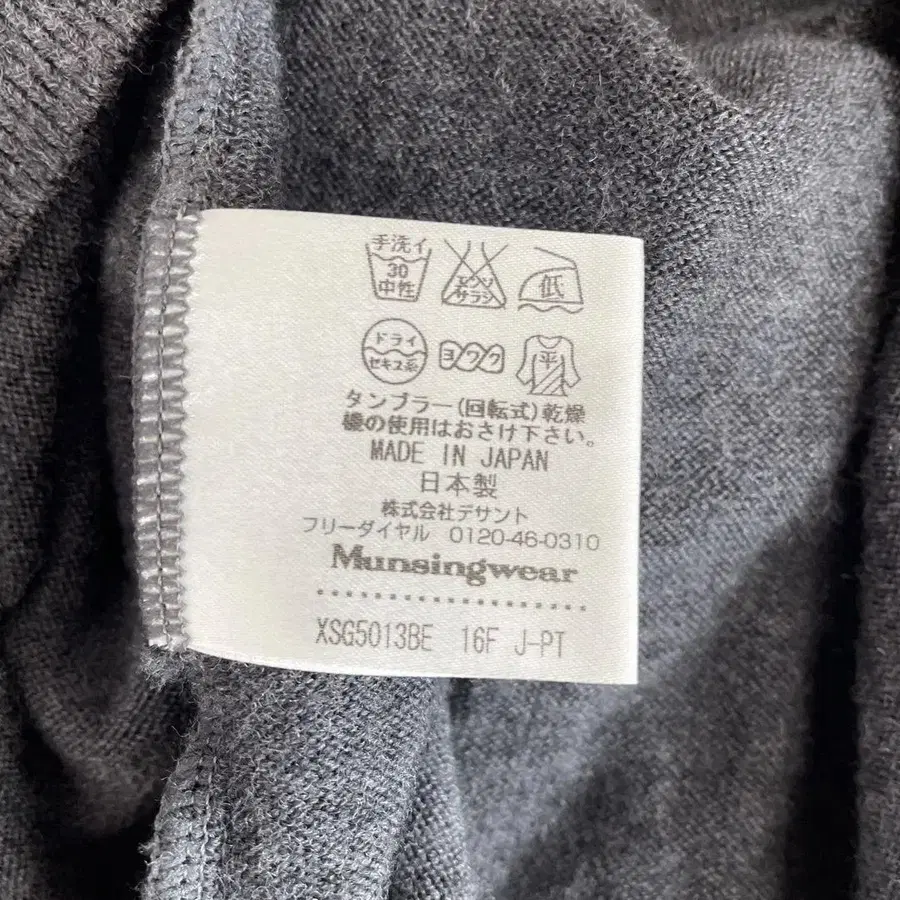 手洗イ
30
中性
エンソ
サラシ
低
ドライ
セキユ系
ヨワク
平
タンブラー(回転式)乾燥
機の使用はおさけ下さい。
MADE IN JAPAN
日本製
株式会社デサント
フリーダイヤル 0120-46-0310
Munsingwear
XSG5013BE 16F J-PT